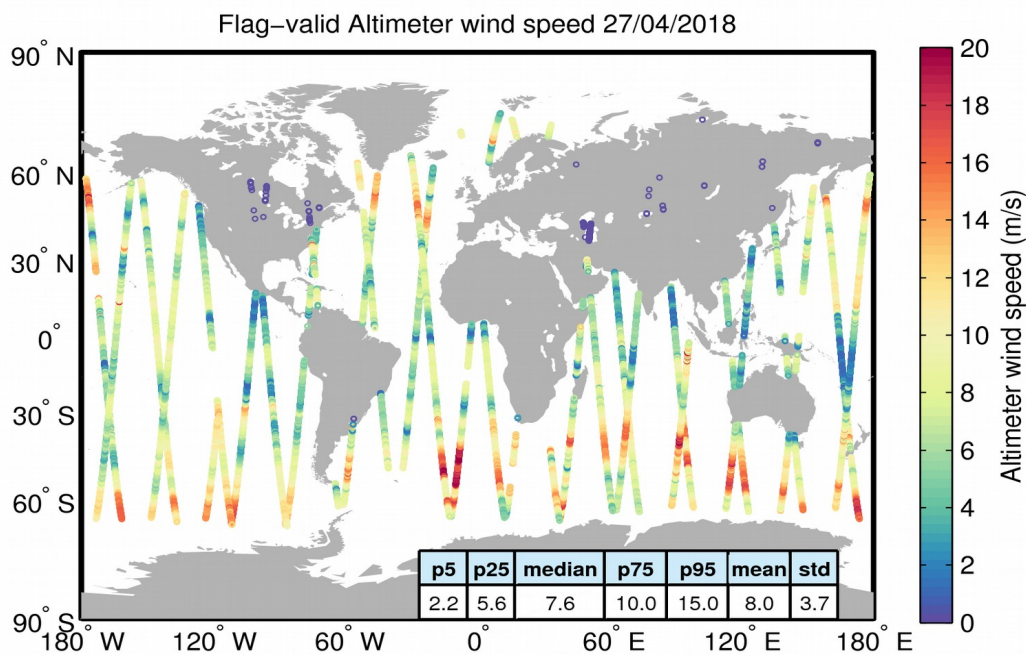 Flag−valid Altimeter wind speed 27/04/2018
90° N
60° N
30° N
0°
30° S
60° S
90° S
180° W
120° W
60° W
0°
60° E
120° E
180° E
p5 p25 median p75 p95 mean std
2.2 5.6 7.6 10.0 15.0 8.0 3.7
20
18
16
14
12
10
8
6
4
2
0
Altimeter wind speed (m/s)